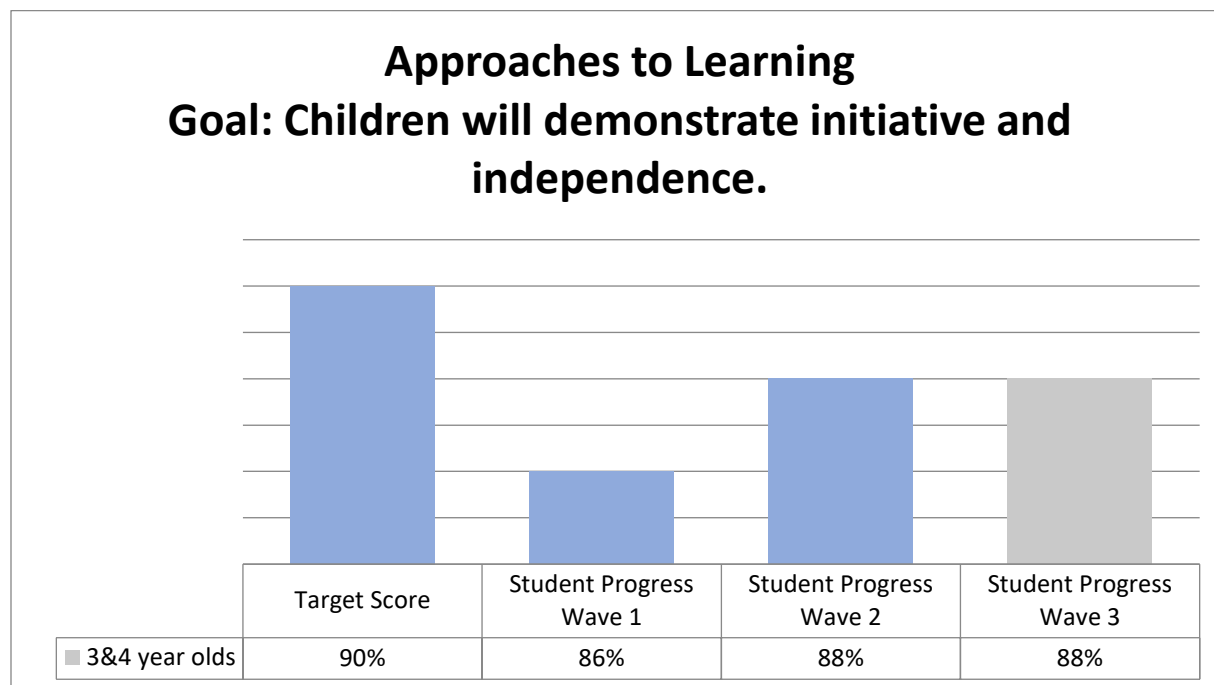 Approaches to Learning
Goal: Children will demonstrate initiative and
independence.
Target Score
Student Progress
Wave 1
Student Progress
Wave 2
Student Progress
Wave 3
3&4 year olds
90%
86%
88%
88%